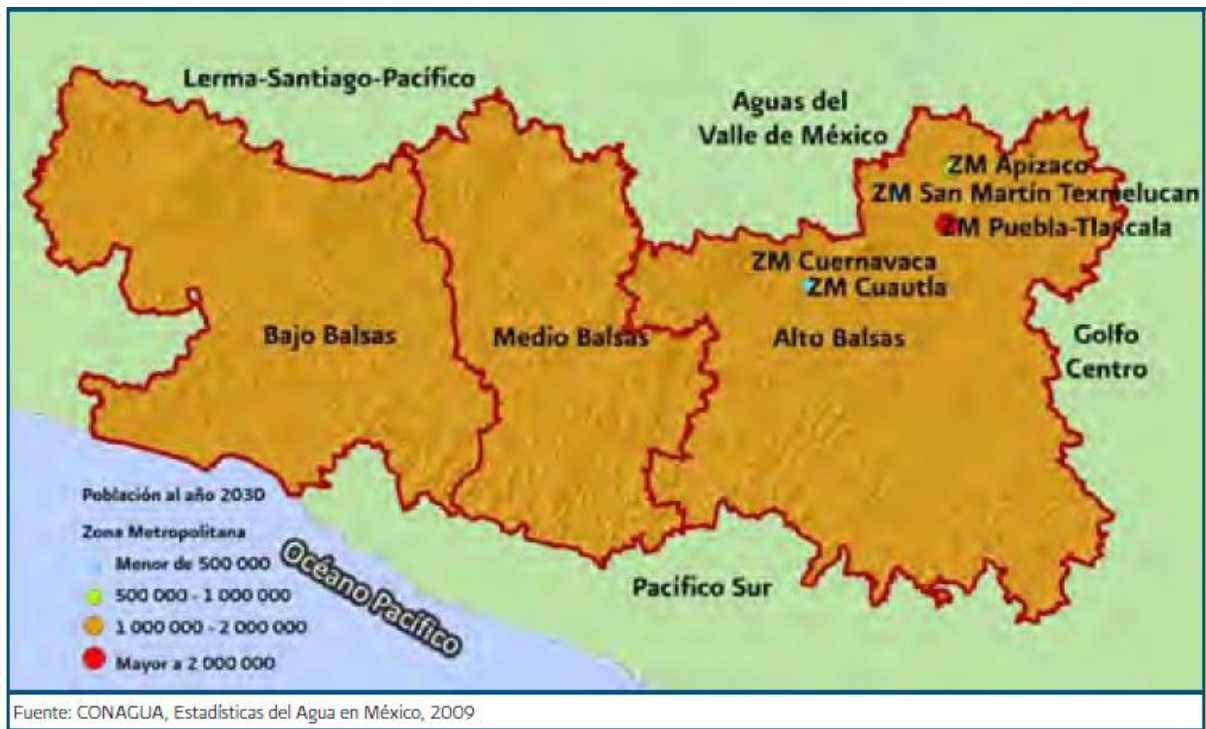 Lerma-Santiago-Pacífico
Aguas del
Valle de México
ZM Apizaco
ZM San Martín Texmelucan
ZM Puebla-Tlaxcala
ZM Cuernavaca
ZM Cuautla
Bajo Balsas
Medio Balsas
Alto Balsas
Golfo
Centro
Población al año 2030
Zona Metropolitana
Menor de 500 000
500 000 - 1 000 000
1 000 000 - 2 000 000
Mayor a 2 000 000
Océano Pacífico
Pacífico Sur
Fuente: CONAGUA, Estadísticas del Agua en México, 2009